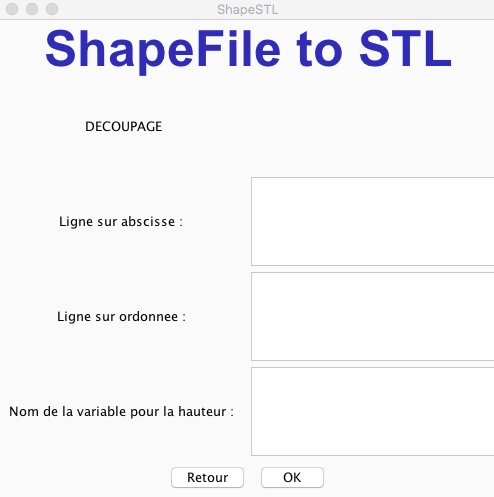 ShapeSTL
ShapeFile to STL
DECOUPAGE
Ligne sur abscisse :
Ligne sur ordonnee :
Nom de la variable pour la hauteur :
Retour OK